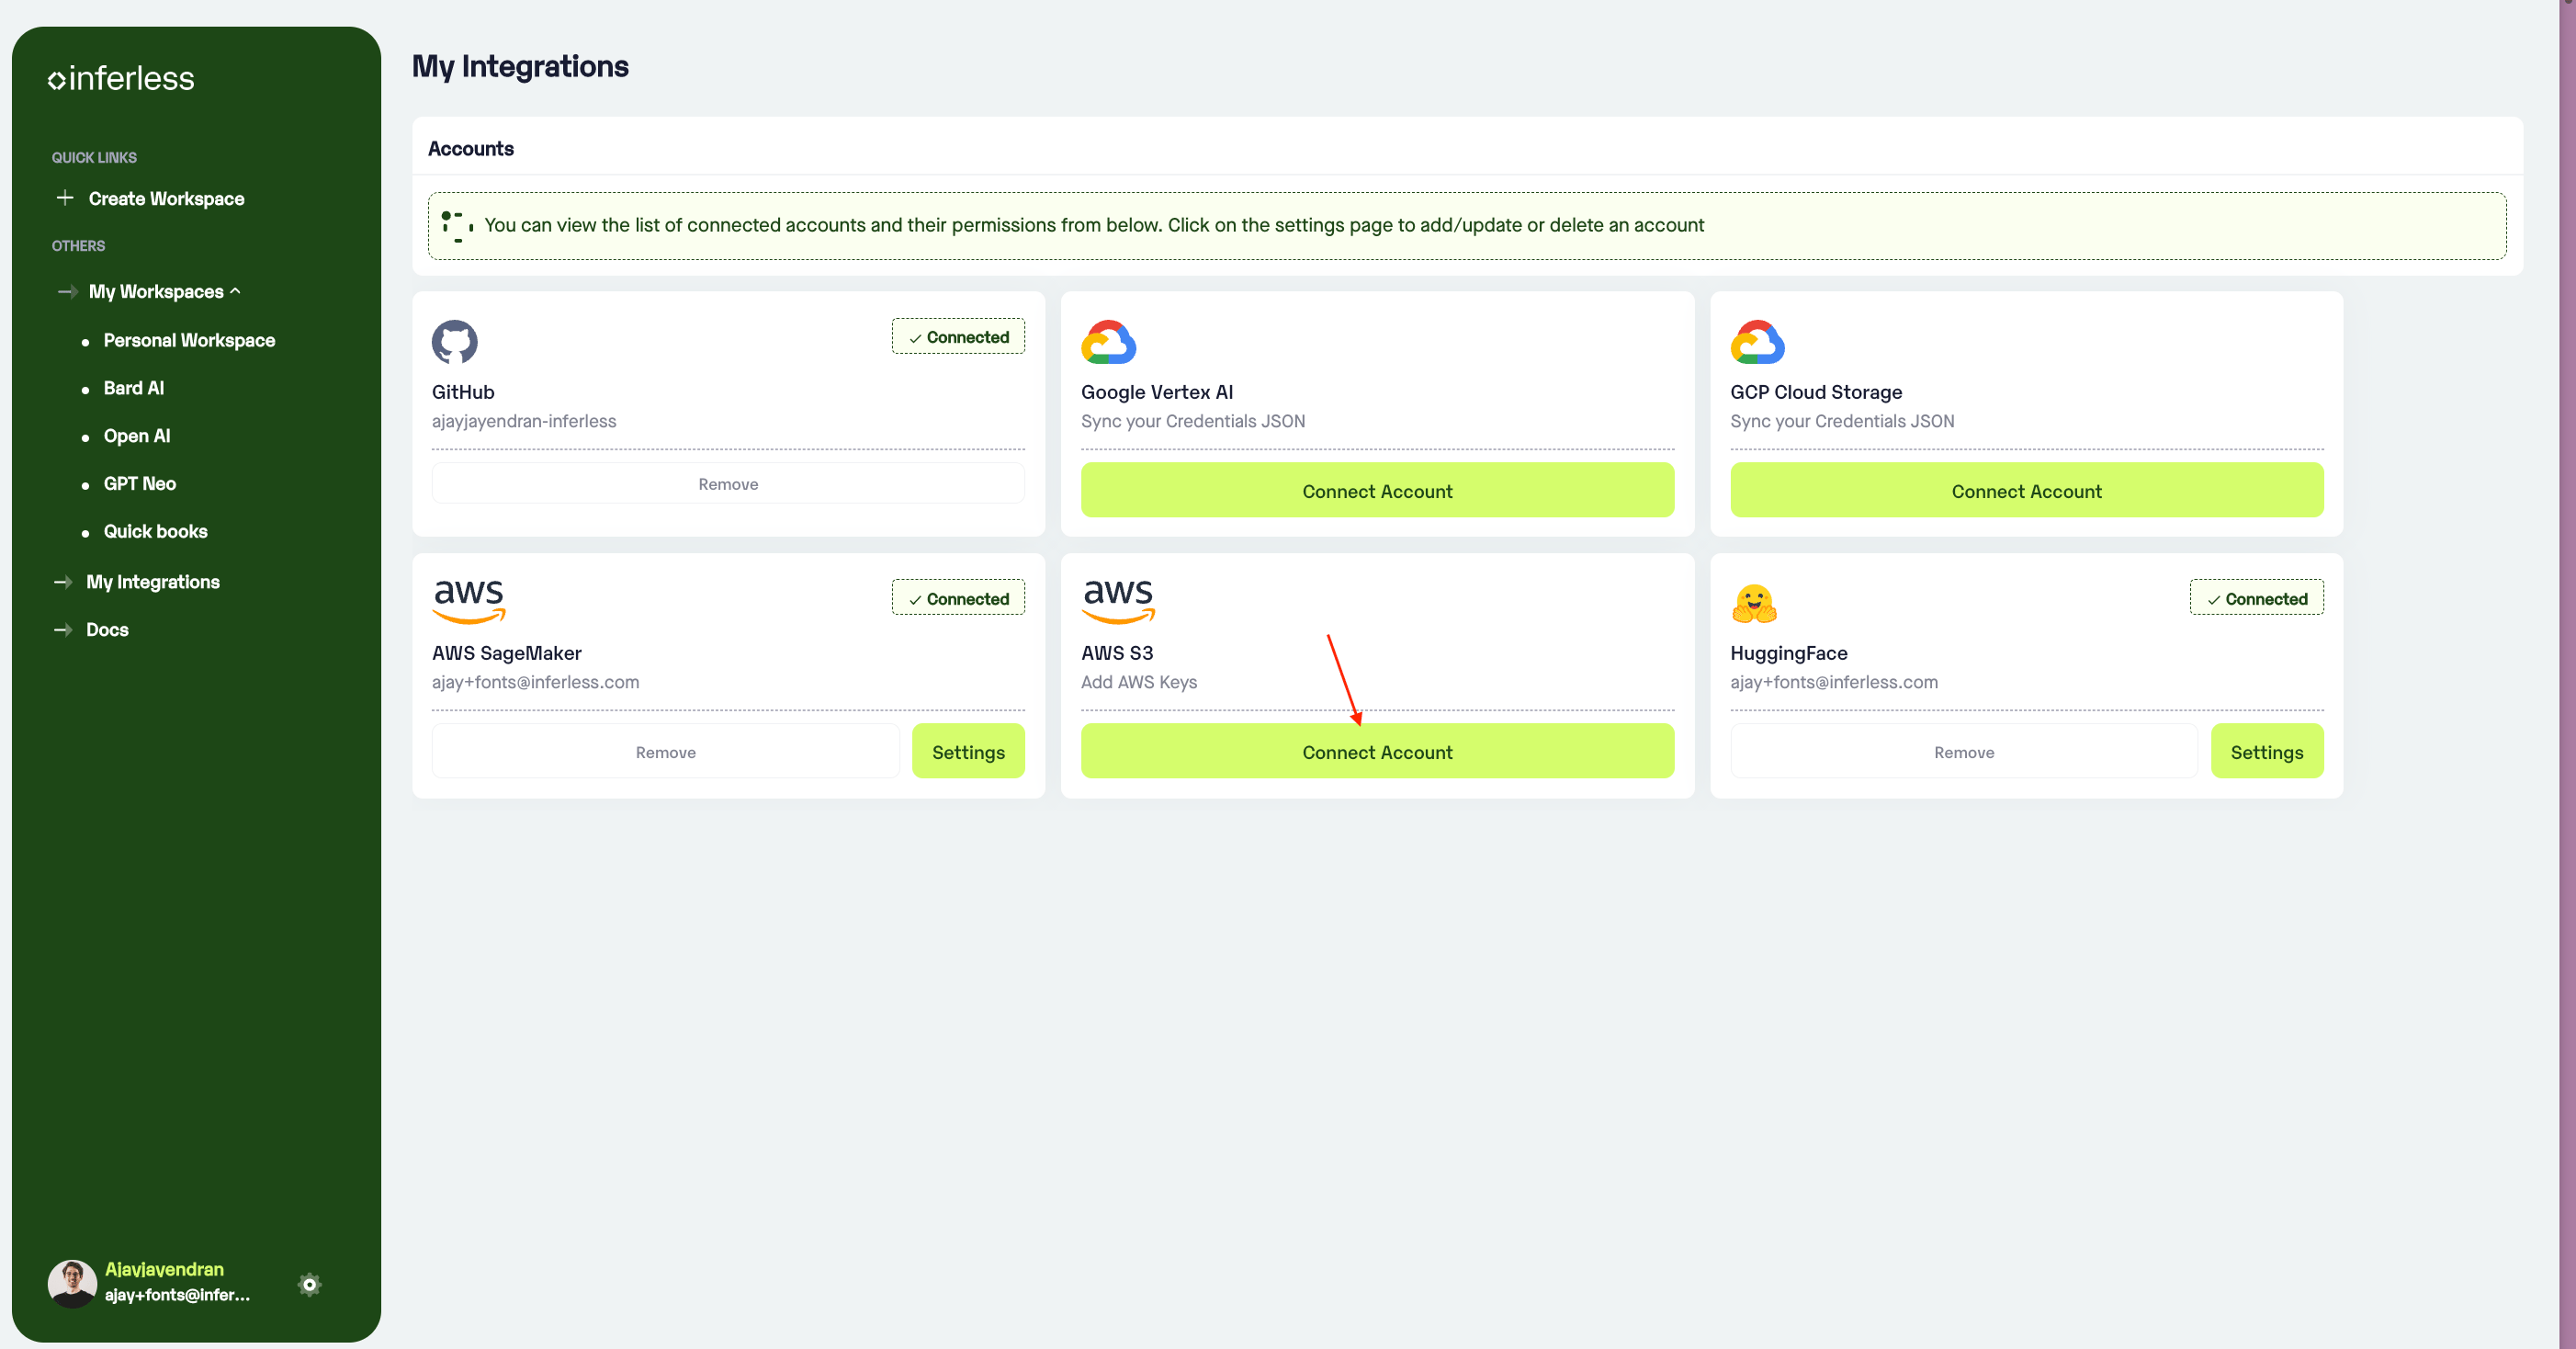 inferless
QUICK LINKS
Create Workspace
OTHERS
My Workspaces
Personal Workspace
Bard AI
Open AI
GPT Neo
Quick books
My Integrations
Docs
Ajayjayendran
ajay+fonts@infer...
My Integrations
Accounts
You can view the list of connected accounts and their permissions from below. Click on the settings page to add/update or delete an account
Connected
GitHub
ajayjayendran-inferless
Remove
Google Vertex AI
Sync your Credentials JSON
Connect Account
GCP Cloud Storage
Sync your Credentials JSON
Connect Account
aws
Connected
AWS SageMaker
ajay+fonts@inferless.com
Remove
Settings
aws
AWS S3
Add AWS Keys
Connect Account
Connected
HuggingFace
ajay+fonts@inferless.com
Remove
Settings